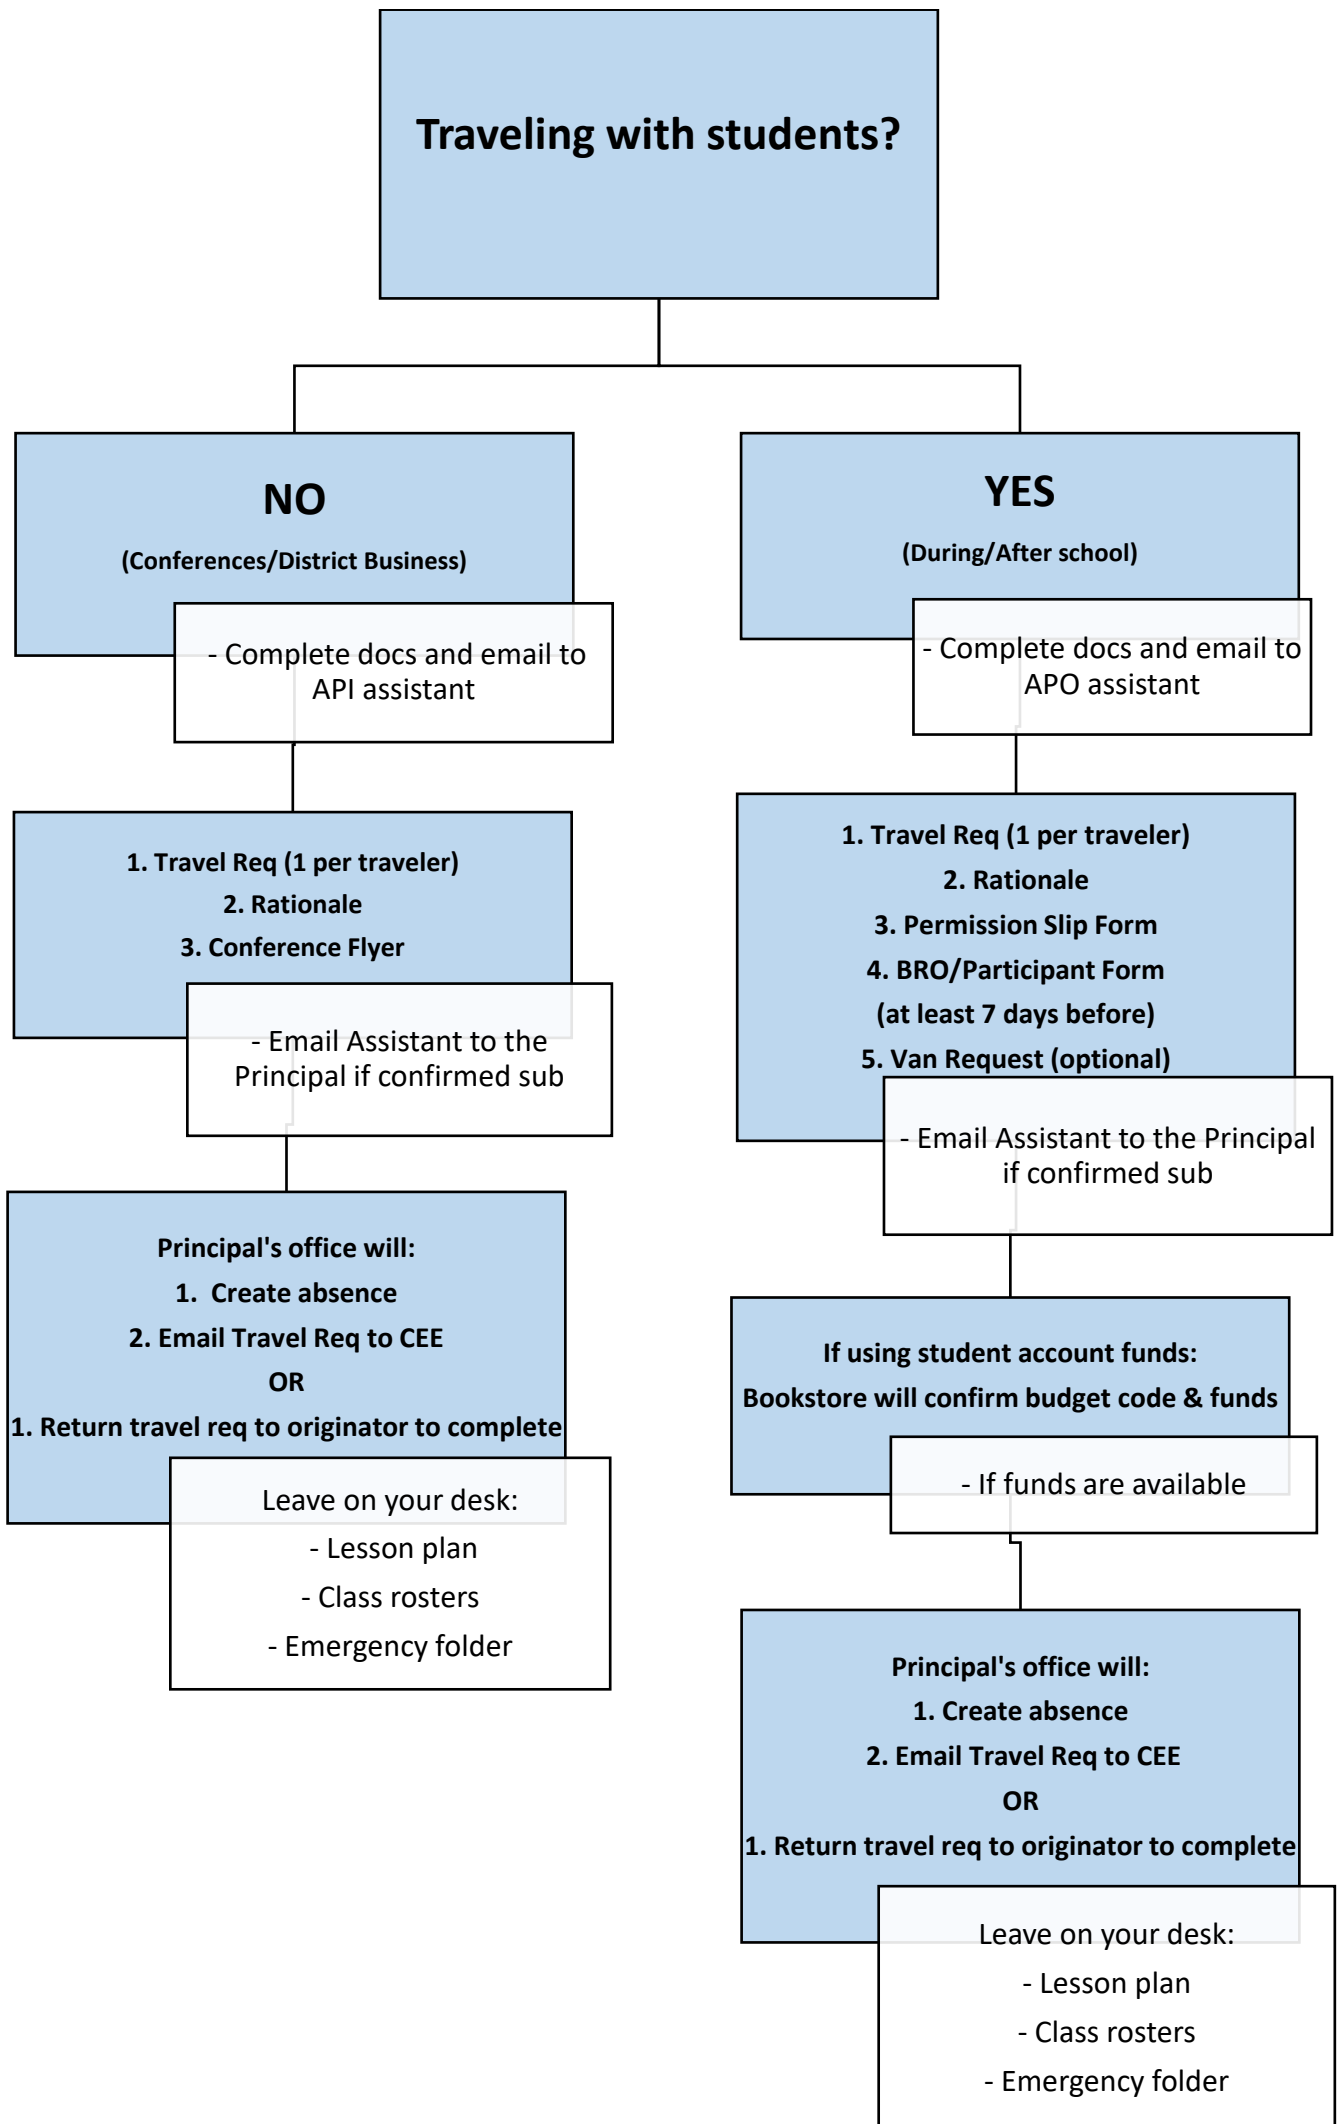 Traveling with students?
NO
(Conferences/District Business)
- Complete docs and email to
API assistant
1. Travel Req (1 per traveler)
2. Rationale
3. Conference Flyer
- Email Assistant to the
Principal if confirmed sub
Principal's office will:
1. Create absence
2. Email Travel Req to CEE
OR
1. Return travel req to originator to complete
Leave on your desk:
- Lesson plan
- Class rosters
- Emergency folder
YES
(During/After school)
- Complete docs and email to
APO assistant
1. Travel Req (1 per traveler)
2. Rationale
3. Permission Slip Form
4. BRO/Participant Form
(at least 7 days before)
5. Van Request (optional)
- Email Assistant to the Principal
if confirmed sub
If using student account funds:
Bookstore will confirm budget code & funds
- If funds are available
Principal's office will:
1. Create absence
2. Email Travel Req to CEE
OR
1. Return travel req to originator to complete
Leave on your desk:
- Lesson plan
- Class rosters
- Emergency folder